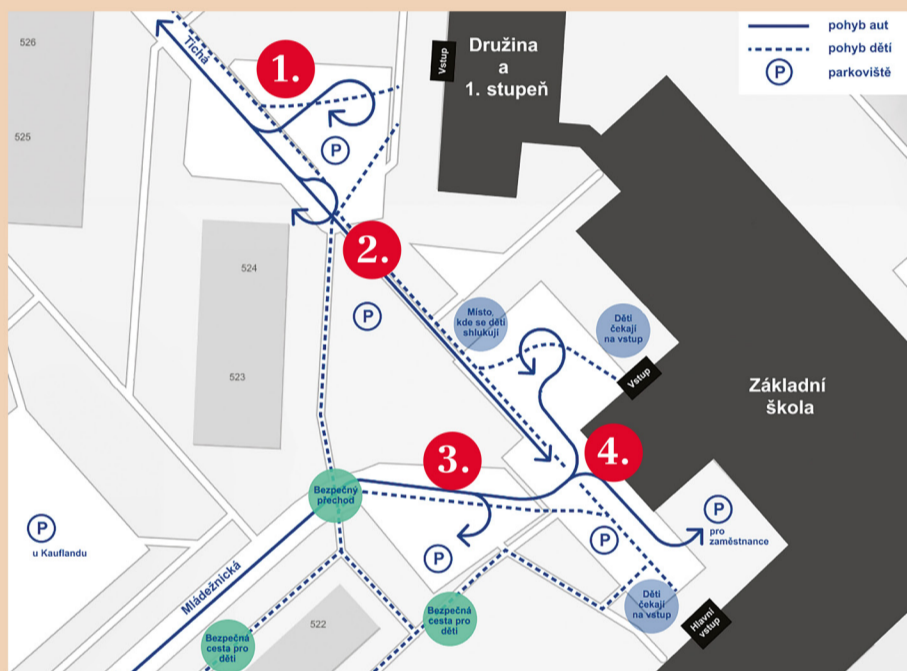 526
Tichá
1.
Vstup
Družina
a
1. stupeň
pohyb aut
pohyb dětí
P
parkoviště
525
P
524
2.
P
Místo,
kde se děti
shlukují
Děti
čekají
na vstup
523
Vstup
Základní
škola
3.
4.
Bezpečný
přechod
P
pro
zaměstnance
P
u Kauflandu
P
P
Mládežnická
Děti
čekají
na vstup
Hlavní
vstup
522
Bezpečná
cesta pro
děti
Bezpečná
cesta pro
děti